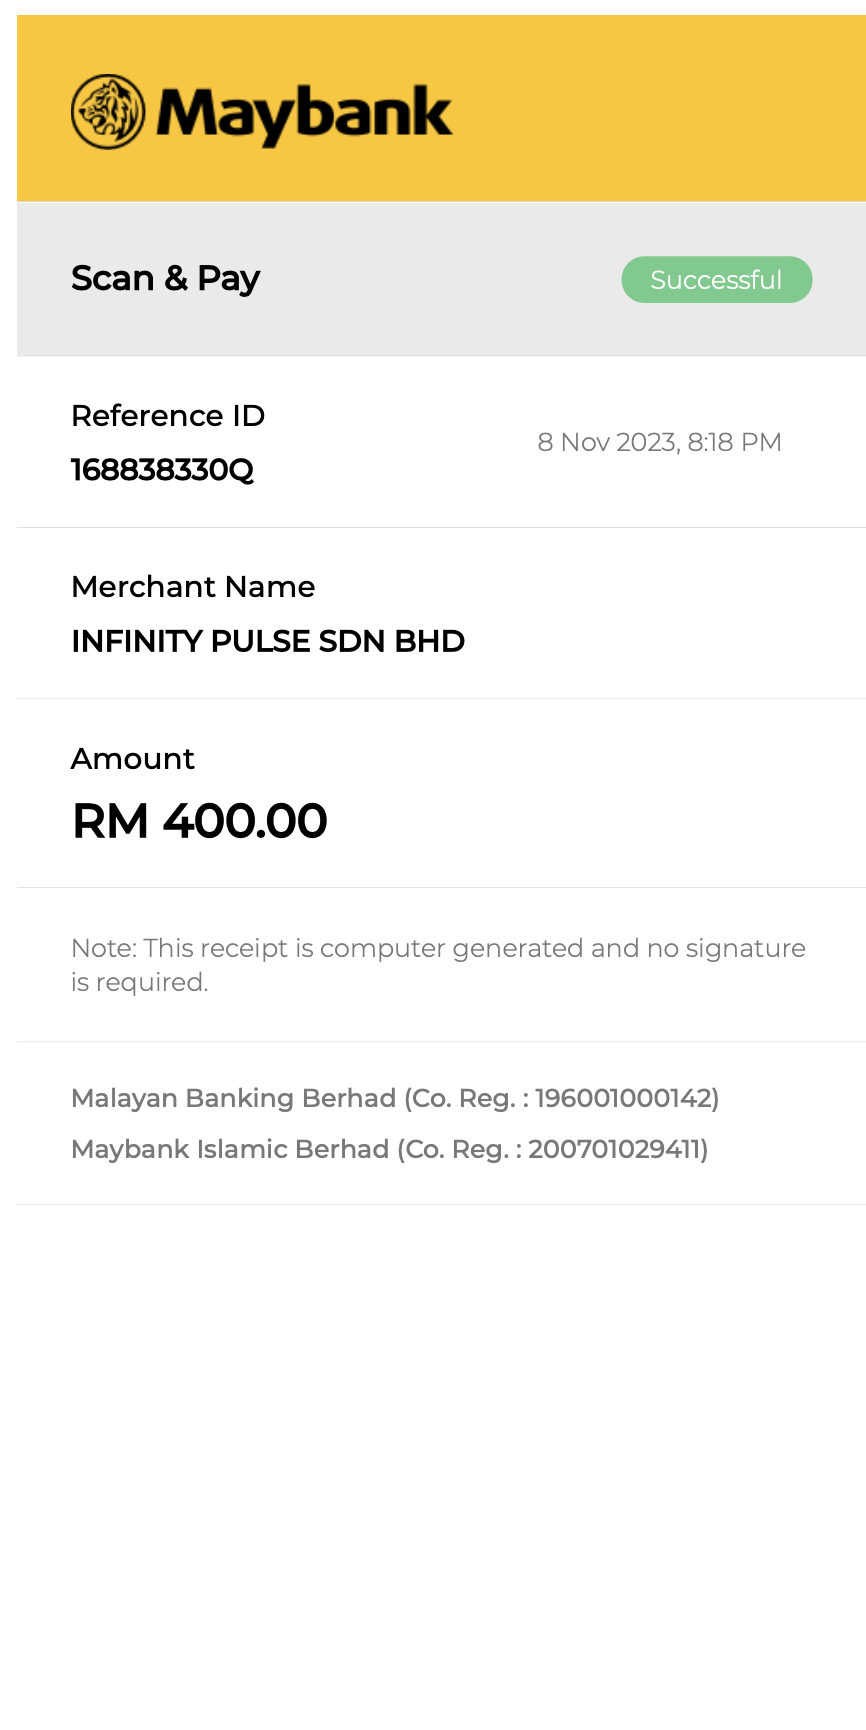 Maybank
Scan & Pay
Successful
Reference ID
168838330Q
8 Nov 2023, 8:18 PM
Merchant Name
INFINITY PULSE SDN BHD
Amount
RM 400.00
Note: This receipt is computer generated and no signature
is required.
Malayan Banking Berhad (Co. Reg. : 196001000142)
Maybank Islamic Berhad (Co. Reg. : 200701029411)